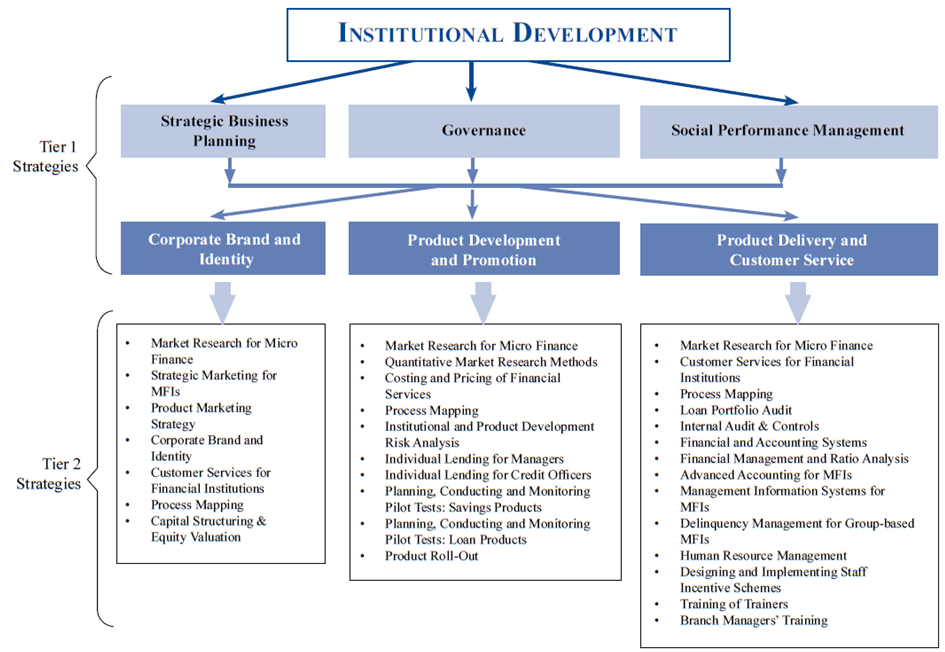 INSTITUTIONAL DEVELOPMENT
Tier 1
Strategies
Strategic Business
Planning
Governance
Social Performance Management
Corporate Brand and
Identity
Product Development
and Promotion
Product Delivery and
Customer Service
Tier 2
Strategies
• Market Research for Micro
Finance
• Strategic Marketing for
MFIs
• Product Marketing
Strategy
• Corporate Brand and
Identity
• Customer Services for
Financial Institutions
• Process Mapping
• Capital Structuring &
Equity Valuation
• Market Research for Micro Finance
• Quantitative Market Research Methods
• Costing and Pricing of Financial
Services
• Process Mapping
• Institutional and Product Development
Risk Analysis
• Individual Lending for Managers
• Individual Lending for Credit Officers
• Planning, Conducting and Monitoring
Pilot Tests: Savings Products
• Planning, Conducting and Monitoring
Pilot Tests: Loan Products
• Product Roll-Out
• Market Research for Micro Finance
• Customer Services for Financial
Institutions
• Process Mapping
• Loan Portfolio Audit
• Internal Audit & Controls
• Financial and Accounting Systems
• Financial Management and Ratio Analysis
• Advanced Accounting for MFIs
• Management Information Systems for
MFIs
• Delinquency Management for Group-based
MFIs
• Human Resource Management
• Designing and Implementing Staff
Incentive Schemes
• Training of Trainers
• Branch Managers' Training